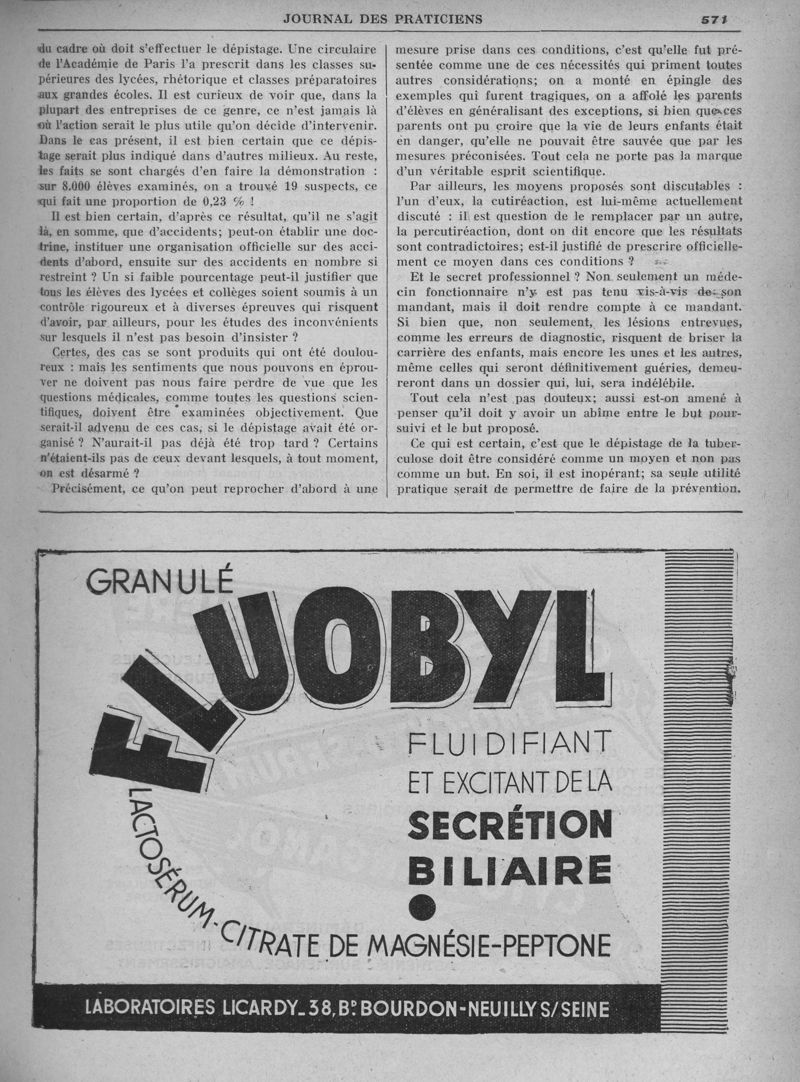 JOURNAL DES PRATICIENS 571
du cadre où doit s'effectuer le dépistage. Une circulaire
de l'Académie de Paris l'a prescrit dans les classes su-
périeures des lycées, rhétorique et classes préparatoires
aux grandes écoles. Il est curieux de voir que, dans la
plupart des entreprises de ce genre, ce n'est jamais là
où l'action serait le plus utile qu'on décide d'intervenir.
Dans le cas présent, il est bien certain que ce dépis-
tage serait plus indiqué dans d'autres milieux. Au reste,
les faits se sont chargés d'en faire la démonstration :
sur 8.000 élèves examinés, on a trouvé 19 suspects, ce
qui fait une proportion de 0,23 % !
Il est bien certain, d'après ce résultat, qu'il ne s'agit
là, en somme, que d'accidents; peut-on établir une doc-
trine, instituer une organisation officielle sur des acci-
dents d'abord, ensuite sur des accidents en nombre si
restreint ? Un si faible pourcentage peut-il justifier que
tous les élèves des lycées et collèges soient soumis à un
contrôle rigoureux et à diverses épreuves qui risquent
d'avoir, par ailleurs, pour les études des inconvénients
sur lesquels il n'est pas besoin d'insister ?
Certes, des cas se sont produits qui ont été doulou-
reux : mais les sentiments que nous pouvons en éprou-
ver ne doivent pas nous faire perdre de vue que les
questions médicales, comme toutes les questions scien-
tifiques, doivent être examinées objectivement. Que
serait-il advenu de ces cas, si le dépistage avait été or-
ganisé ? N'aurait-il pas déjà été trop tard ? Certains
n'étaient-ils pas de ceux devant lesquels, à tout moment,
on est désarmé ?
Précisément, ce qu'on peut reprocher d'abord à une
mesure prise dans ces conditions, c'est qu'elle fut pré-
sentée comme une de ces nécessités qui priment toutes
autres considérations; on a monté en épingle des
exemples qui furent tragiques, on a affolé les parents
d'élèves en généralisant des exceptions, si bien que ces
parents ont pu croire que la vie de leurs enfants était
en danger, qu'elle ne pouvait être sauvée que par les
mesures préconisées. Tout cela ne porte pas la marque
d'un véritable esprit scientifique.
Par ailleurs, les moyens proposés sont discutables :
l'un d'eux, la cutiréaction, est lui-même actuellement
discuté : il est question de le remplacer par un autre,
la percutiréaction, dont on dit encore que les résultats
sont contradictoires; est-il justifié de prescrire officielle-
ment ce moyen dans ces conditions ?
Et le secret professionnel ? Non seulement un méde-
cin fonctionnaire n'y est pas tenu vis-à-vis de son
mandant, mais il doit rendre compte à ce mandant.
Si bien que, non seulement, les lésions entrevues,
comme les erreurs de diagnostic, risquent de briser la
carrière des enfants, mais encore les unes et les autres,
même celles qui seront définitivement guéries, demeu-
reront dans un dossier qui, lui, sera indélébile.
Tout cela n'est pas douteux; aussi est-on amené à
penser qu'il doit y avoir un abîme entre le but pour-
suivi et le but proposé.
Ce qui est certain, c'est que le dépistage de la tuber-
culose doit être considéré comme un moyen et non pas
comme un but. En soi, il est inopérant; sa seule utilité
pratique serait de permettre de faire de la prévention.
GRANULÉ
FLUOBYL
FLUIDIFIANT
ET EXCITANT DE LA
SECRÉTION
BILIAIRE
LACTOSÉRUM-CITRATE DE MAGNÉSIE-PEPTONE
LABORATOIRES LICARDY_38, Bᴰ BOURDON-NEUILLY S/SEINE